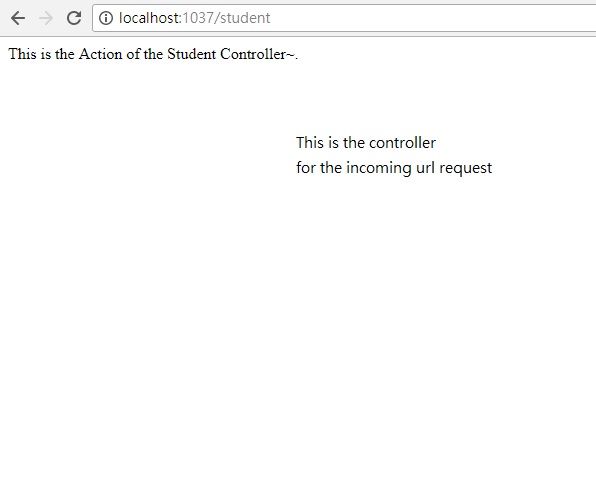 localhost:1037/student
This is the Action of the Student Controller~.
This is the controller
for the incoming url request